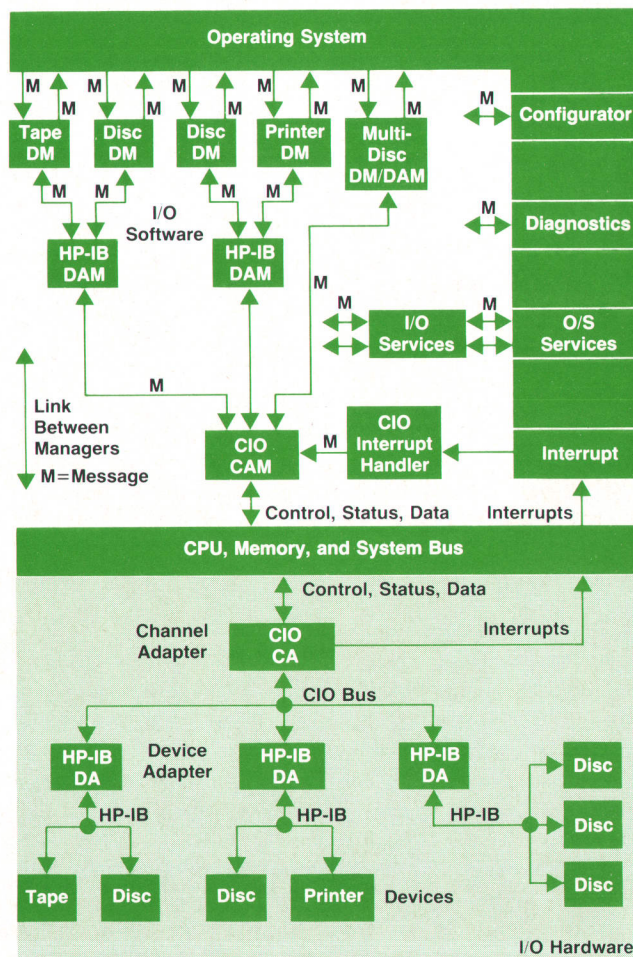 Operating System
M M M M M
M M M M M
Tape
DM
Disc
DM
Disc
DM
Printer
DM
Multi-
Disc
DM/DAM
M
Configurator
M M M M
I/O
Software
HP-IB
DAM
HP-IB
DAM
M
Diagnostics
M
M
I/O
Services
M
O/S
Services
Link
Between
Managers
M=Message
M
CIO
CAM
M
CIO
Interrupt
Handler
Interrupt
Control, Status, Data
Interrupts
CPU, Memory, and System Bus
Control, Status, Data
Channel
Adapter
CIO
CA
Interrupts
CIO Bus
HP-IB
DA
Device
Adapter
HP-IB
DA
HP-IB
DA
Disc
HP-IB
HP-IB
HP-IB
Disc
Tape
Disc
Disc
Printer
Devices
Disc
I/O Hardware